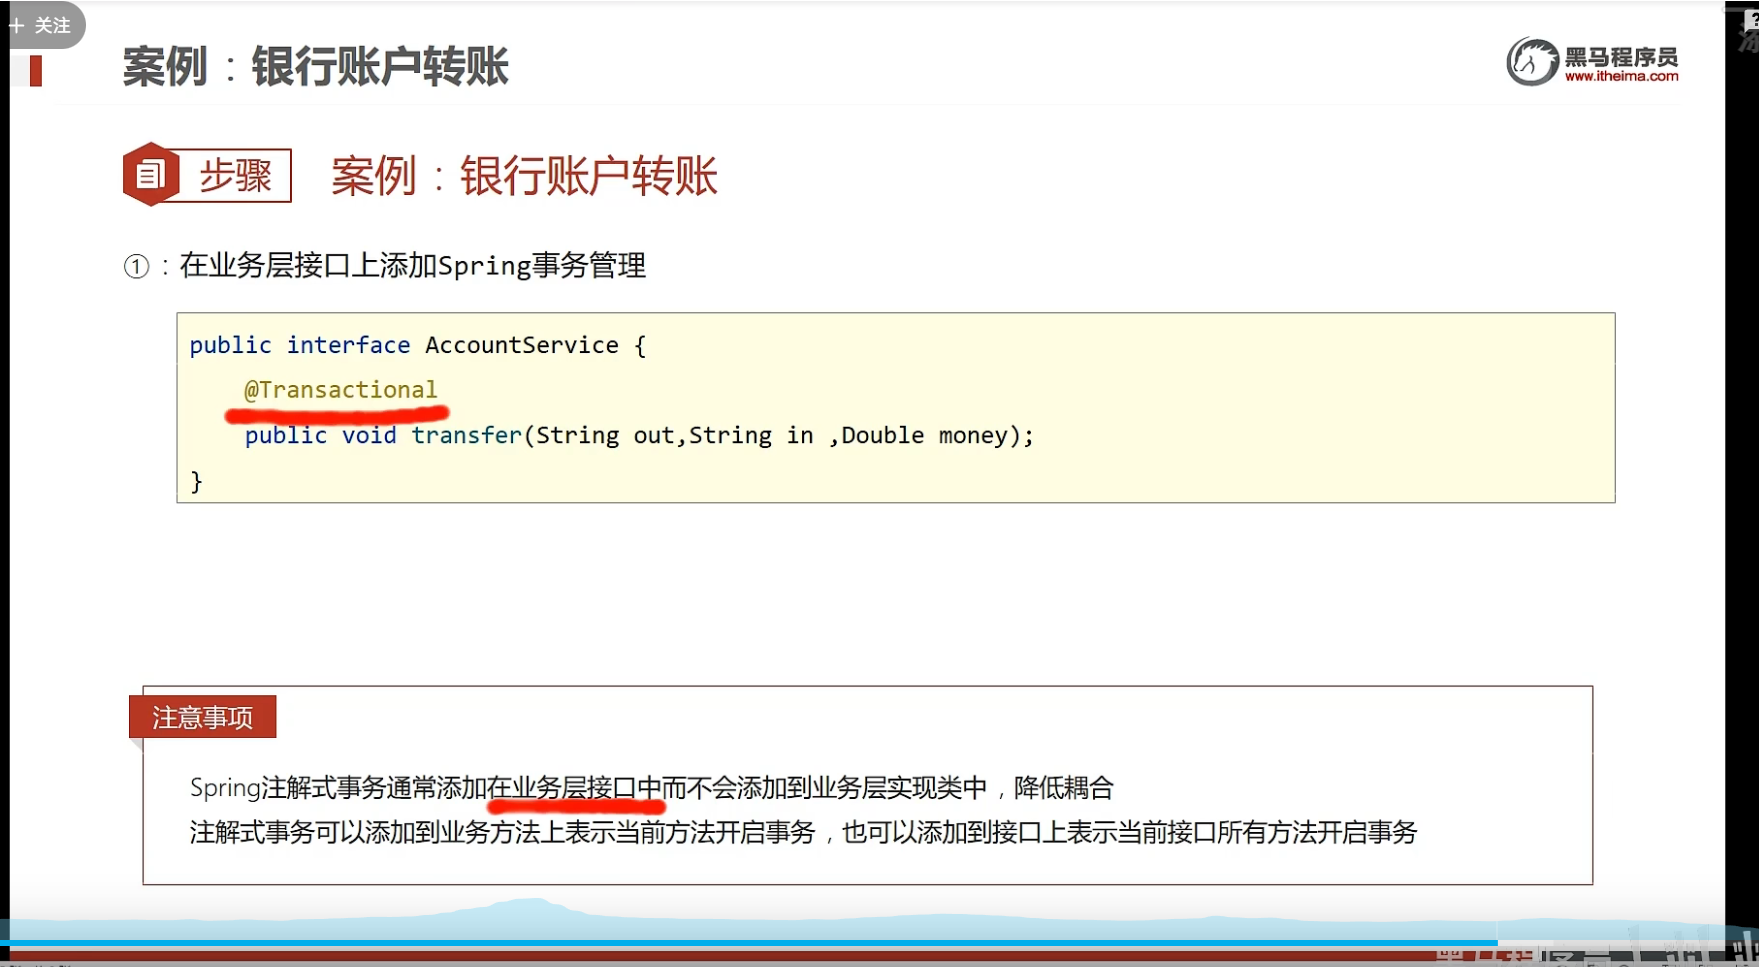 + 关注
案例：银行账户转账
黑马程序员
www.itheima.com
步骤
案例：银行账户转账
①：在业务层接口上添加Spring事务管理
public interface AccountService {
@Transactional
public void transfer(String out,String in ,Double money);
}
注意事项
Spring注解式事务通常添加在业务层接口中而不会添加到业务层实现类中，降低耦合
注解式事务可以添加到业务方法上表示当前方法开启事务，也可以添加到接口上表示当前接口所有方法开启事务